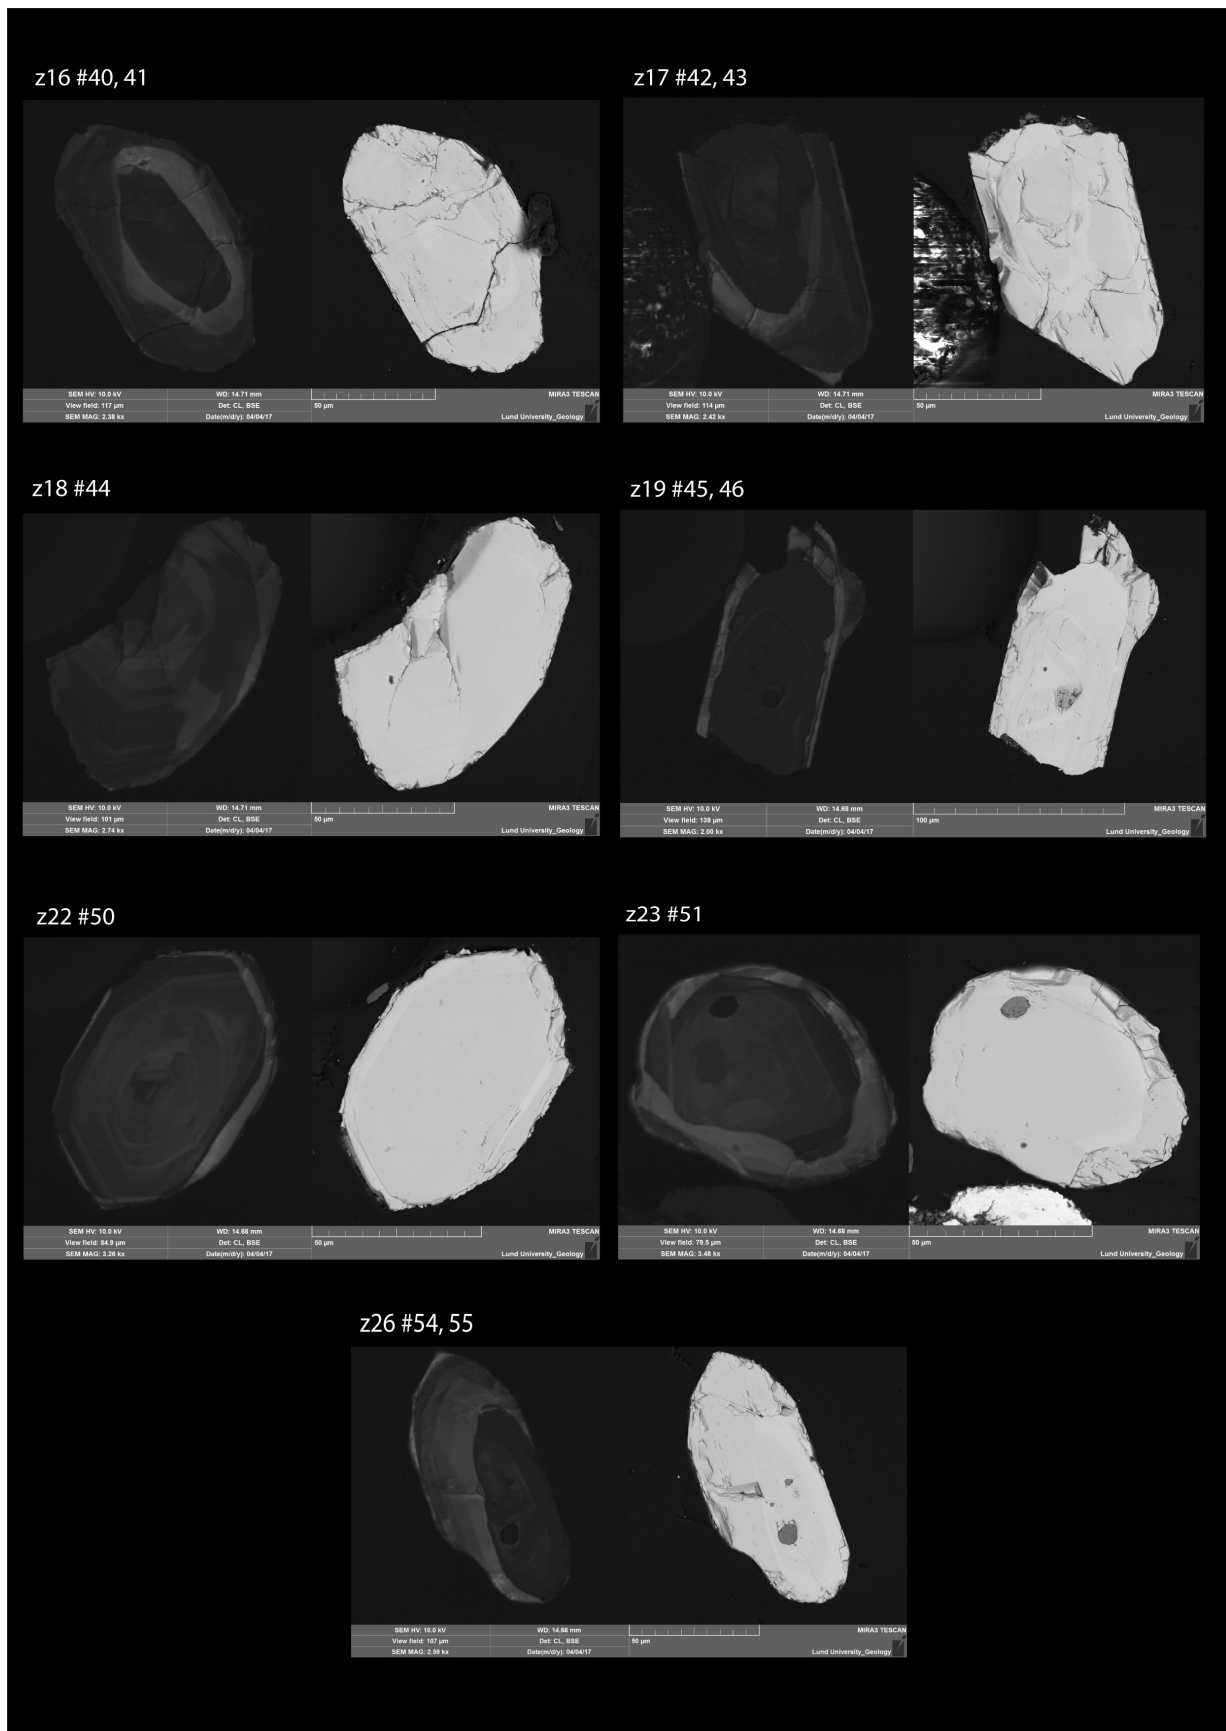 z16 #40, 41
z17 #42, 43
SEM HV: 10.0 kV
WD: 14.71 mm
MIRA3 TESCAN
View field: 117 µm
Det: CL, BSE
50 µm
SEM MAG: 2.38 kx
Date(m/d/y): 04/04/17
Lund University_Geology
SEM HV: 10.0 kV
WD: 14.71 mm
MIRA3 TESCAN
View field: 114 µm
Det: CL, BSE
50 µm
SEM MAG: 2.42 kx
Date(m/d/y): 04/04/17
Lund University_Geology
z18 #44
z19 #45, 46
SEM HV: 10.0 kV
WD: 14.71 mm
MIRA3 TESCAN
View field: 101 µm
Det: CL, BSE
50 µm
SEM MAG: 2.74 kx
Date(m/d/y): 04/04/17
Lund University_Geology
SEM HV: 10.0 kV
WD: 14.68 mm
MIRA3 TESCAN
View field: 139 µm
Det: CL, BSE
100 µm
SEM MAG: 2.00 kx
Date(m/d/y): 04/04/17
Lund University_Geology
z22 #50
z23 #51
SEM HV: 10.0 kV
WD: 14.68 mm
MIRA3 TESCAN
View field: 84.9 µm
Det: CL, BSE
50 µm
SEM MAG: 3.26 kx
Date(m/d/y): 04/04/17
Lund University_Geology
SEM HV: 10.0 kV
WD: 14.68 mm
MIRA3 TESCAN
View field: 79.5 µm
Det: CL, BSE
50 µm
SEM MAG: 3.48 kx
Date(m/d/y): 04/04/17
Lund University_Geology
z26 #54, 55
SEM HV: 10.0 kV
WD: 14.68 mm
MIRA3 TESCAN
View field: 107 µm
Det: CL, BSE
50 µm
SEM MAG: 2.59 kx
Date(m/d/y): 04/04/17
Lund University_Geology